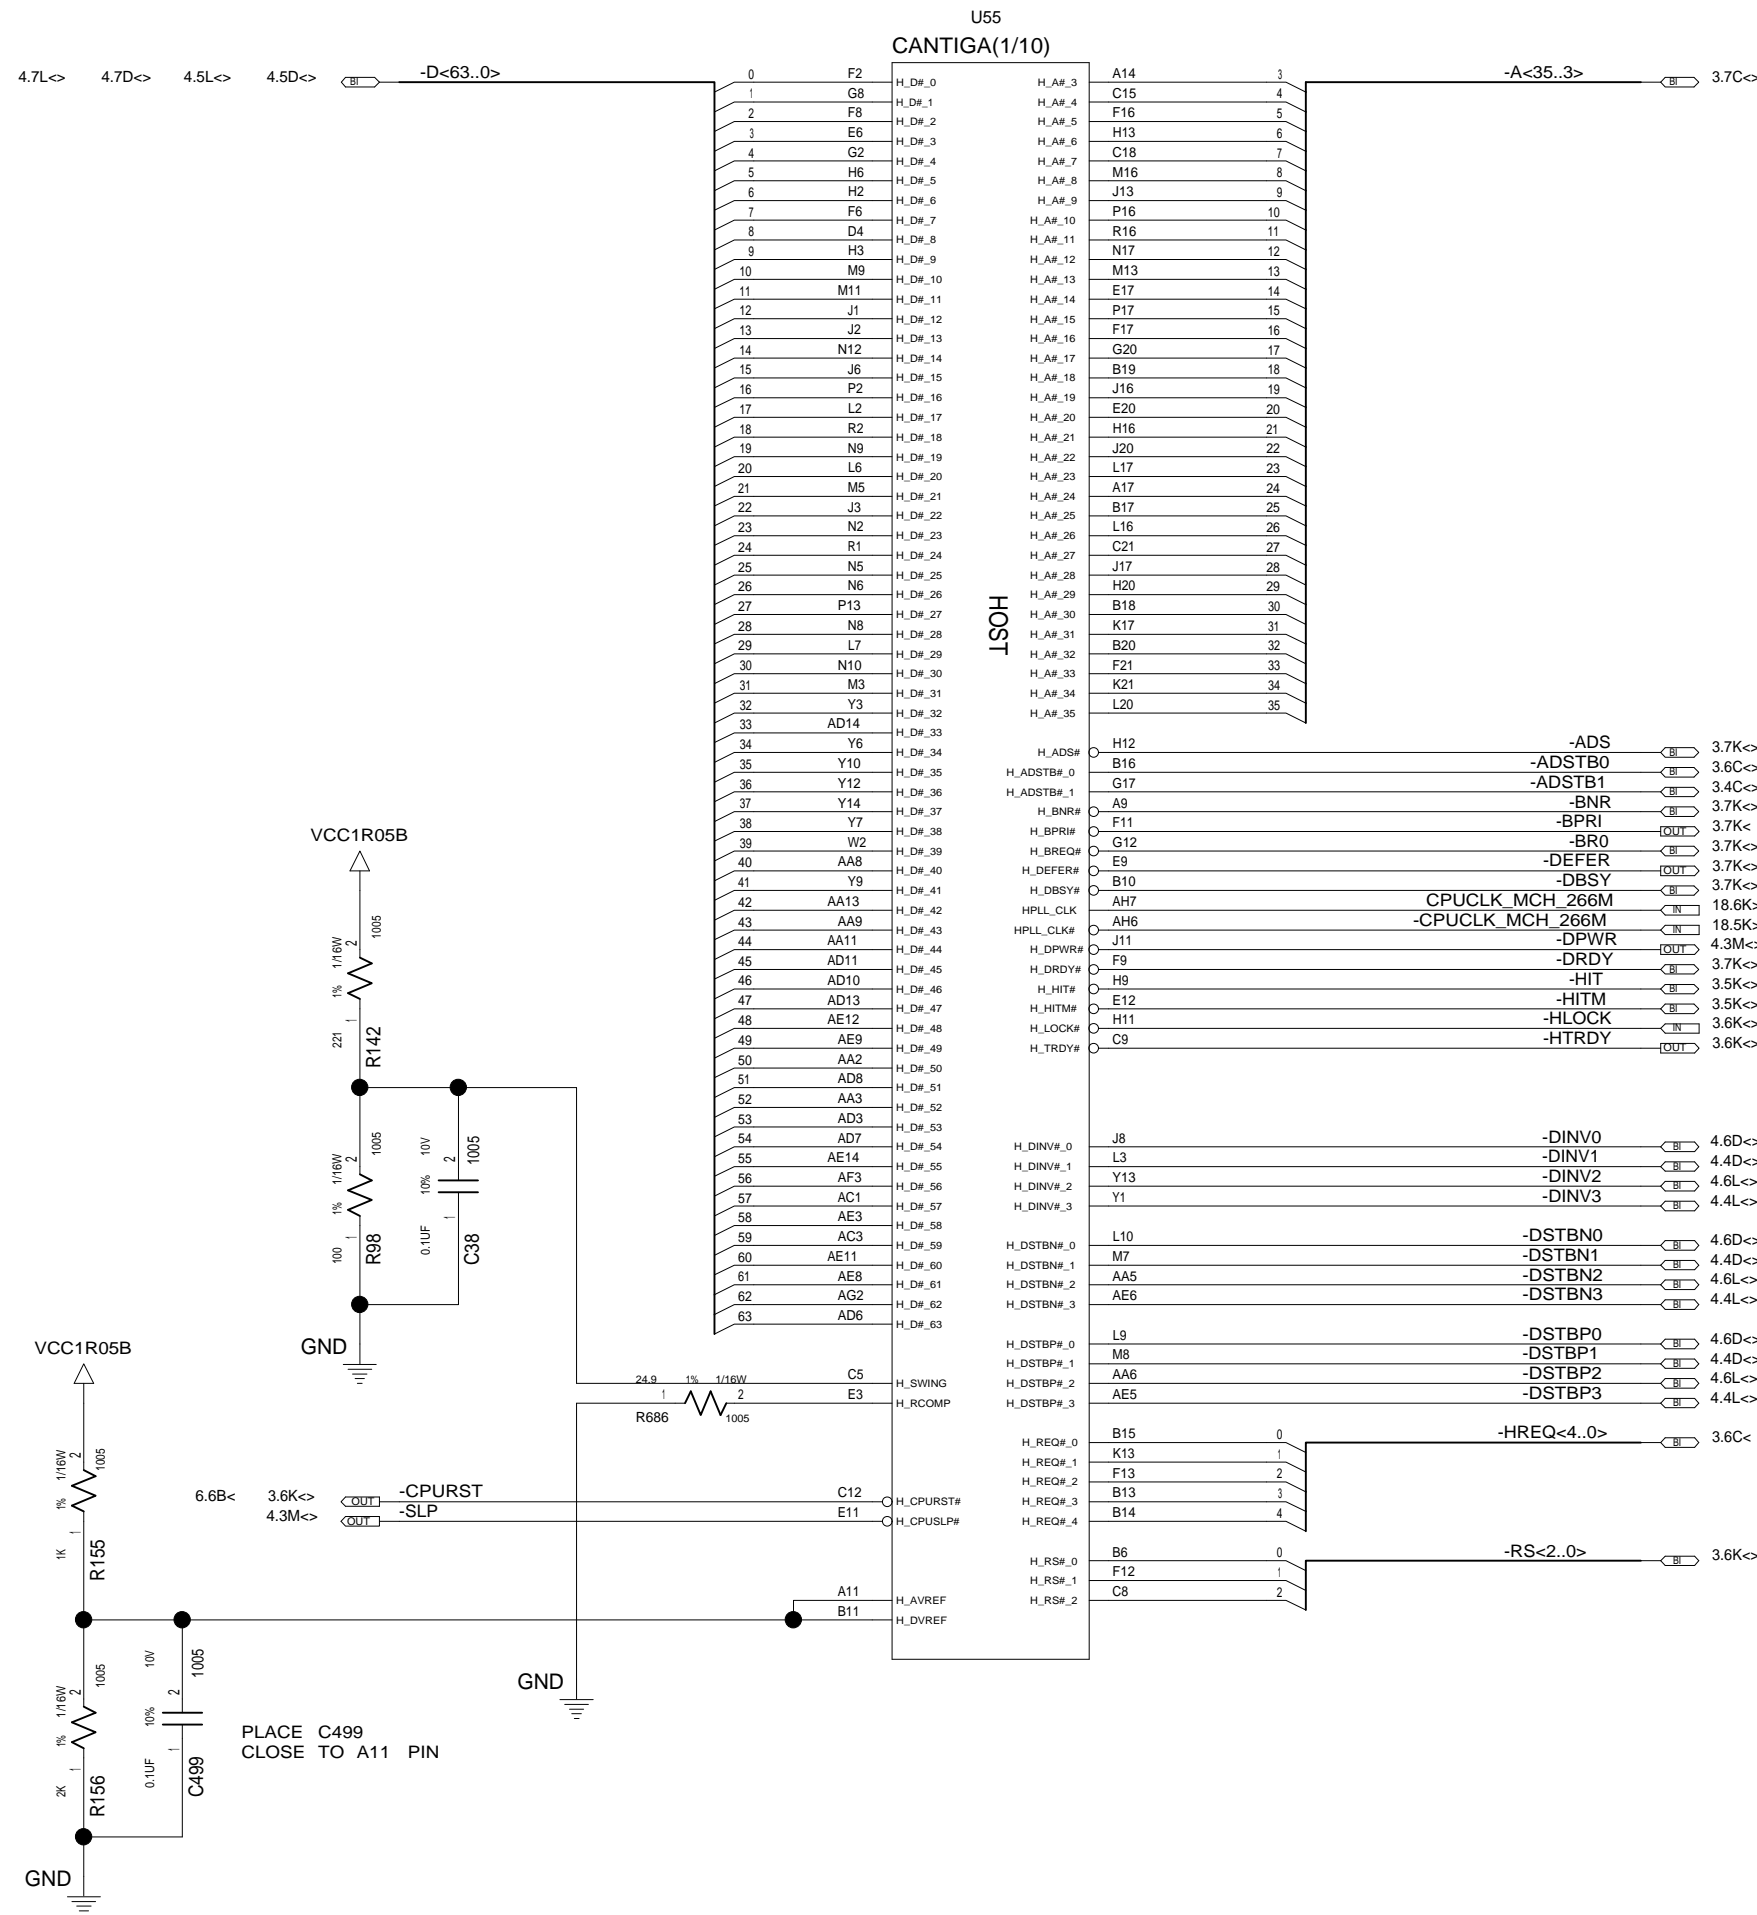 U55
CANTIGA(1/10)
4.7L<> 4.7D<> 4.5L<> 4.5D<> BI -D<63..0>
-A<35..3> BI 3.7C<>
0 F2 H_D#_0 H_A#_3 A14 3
1 G8 H_D#_1 H_A#_4 C15 4
2 F8 H_D#_2 H_A#_5 F16 5
3 E6 H_D#_3 H_A#_6 H13 6
4 G2 H_D#_4 H_A#_7 C18 7
5 H6 H_D#_5 H_A#_8 M16 8
6 H2 H_D#_6 H_A#_9 J13 9
7 F6 H_D#_7 H_A#_10 P16 10
8 D4 H_D#_8 H_A#_11 R16 11
9 H3 H_D#_9 H_A#_12 N17 12
10 M9 H_D#_10 H_A#_13 M13 13
11 M11 H_D#_11 H_A#_14 E17 14
12 J1 H_D#_12 H_A#_15 P17 15
13 J2 H_D#_13 H_A#_16 F17 16
14 N12 H_D#_14 H_A#_17 G20 17
15 J6 H_D#_15 H_A#_18 B19 18
16 P2 H_D#_16 H_A#_19 J16 19
17 L2 H_D#_17 H_A#_20 E20 20
18 R2 H_D#_18 H_A#_21 H16 21
19 N9 H_D#_19 H_A#_22 J20 22
20 L6 H_D#_20 H_A#_23 L17 23
21 M5 H_D#_21 H_A#_24 A17 24
22 J3 H_D#_22 H_A#_25 B17 25
23 N2 H_D#_23 H_A#_26 L16 26
24 R1 H_D#_24 H_A#_27 C21 27
25 N5 H_D#_25 H_A#_28 J17 28
26 N6 H_D#_26 H_A#_29 H20 29
27 P13 H_D#_27 H_A#_30 B18 30
28 N8 H_D#_28 H_A#_31 K17 31
29 L7 H_D#_29 H_A#_32 B20 32
30 N10 H_D#_30 H_A#_33 F21 33
31 M3 H_D#_31 H_A#_34 K21 34
32 Y3 H_D#_32 H_A#_35 L20 35
HOST
33 AD14 H_D#_33
34 Y6 H_D#_34 H_ADS# H12 -ADS BI 3.7K<>
35 Y10 H_D#_35 H_ADSTB#_0 B16 -ADSTB0 BI 3.6C<>
36 Y12 H_D#_36 H_ADSTB#_1 G17 -ADSTB1 BI 3.4C<>
37 Y14 H_D#_37 H_BNR# A9 -BNR BI 3.7K<>
38 Y7 H_D#_38 H_BPRI# F11 -BPRI OUT 3.7K<
39 W2 H_D#_39 H_BREQ# G12 -BR0 BI 3.7K<>
40 AA8 H_D#_40 H_DEFER# E9 -DEFER OUT 3.7K<>
41 Y9 H_D#_41 H_DBSY# B10 -DBSY BI 3.7K<>
42 AA13 H_D#_42 HPLL_CLK AH7 CPUCLK_MCH_266M IN 18.6K>
43 AA9 H_D#_43 HPLL_CLK# AH6 -CPUCLK_MCH_266M IN 18.5K>
44 AA11 H_D#_44 H_DPWR# J11 -DPWR OUT 4.3M<>
45 AD11 H_D#_45 H_DRDY# F9 -DRDY BI 3.7K<>
46 AD10 H_D#_46 H_HIT# H9 -HIT BI 3.5K<>
47 AD13 H_D#_47 H_HITM# E12 -HITM BI 3.5K<>
48 AE12 H_D#_48 H_LOCK# H11 -HLOCK IN 3.6K<>
49 AE9 H_D#_49 H_TRDY# C9 -HTRDY OUT 3.6K<>
50 AA2 H_D#_50
51 AD8 H_D#_51
52 AA3 H_D#_52
53 AD3 H_D#_53
54 AD7 H_D#_54 H_DINV#_0 J8 -DINV0 BI 4.6D<>
55 AE14 H_D#_55 H_DINV#_1 L3 -DINV1 BI 4.4D<>
56 AF3 H_D#_56 H_DINV#_2 Y13 -DINV2 BI 4.6L<>
57 AC1 H_D#_57 H_DINV#_3 Y1 -DINV3 BI 4.4L<>
58 AE3 H_D#_58
59 AC3 H_D#_59 H_DSTBN#_0 L10 -DSTBN0 BI 4.6D<>
60 AE11 H_D#_60 H_DSTBN#_1 M7 -DSTBN1 BI 4.4D<>
61 AE8 H_D#_61 H_DSTBN#_2 AA5 -DSTBN2 BI 4.6L<>
62 AG2 H_D#_62 H_DSTBN#_3 AE6 -DSTBN3 BI 4.4L<>
63 AD6 H_D#_63
H_DSTBP#_0 L9 -DSTBP0 BI 4.6D<>
H_DSTBP#_1 M8 -DSTBP1 BI 4.4D<>
C5 H_SWING H_DSTBP#_2 AA6 -DSTBP2 BI 4.6L<>
E3 H_RCOMP H_DSTBP#_3 AE5 -DSTBP3 BI 4.4L<>
H_REQ#_0 B15 0 -HREQ<4..0> BI 3.6C<
H_REQ#_1 K13 1
H_REQ#_2 F13 2
6.6B< 3.6K<> OUT -CPURST C12 H_CPURST# H_REQ#_3 B13 3
4.3M<> OUT -SLP E11 H_CPUSLP# H_REQ#_4 B14 4
H_RS#_0 B6 0 -RS<2..0> BI 3.6K<>
H_RS#_1 F12 1
A11 H_AVREF H_RS#_2 C8 2
B11 H_DVREF
VCC1R05B
221 1% 1/16W 1 2 1005
R142
100 1% 1/16W 1 2 1005
R98
0.1UF 10% 10V 1 2 1005
C38
GND
24.9 1% 1/16W
1 2
R686 1005
GND
VCC1R05B
1K 1% 1/16W 1 2 1005
R155
2K 1% 1/16W 1 2 1005
R156
0.1UF 10% 10V 1 2 1005
C499
PLACE C499
CLOSE TO A11 PIN
GND